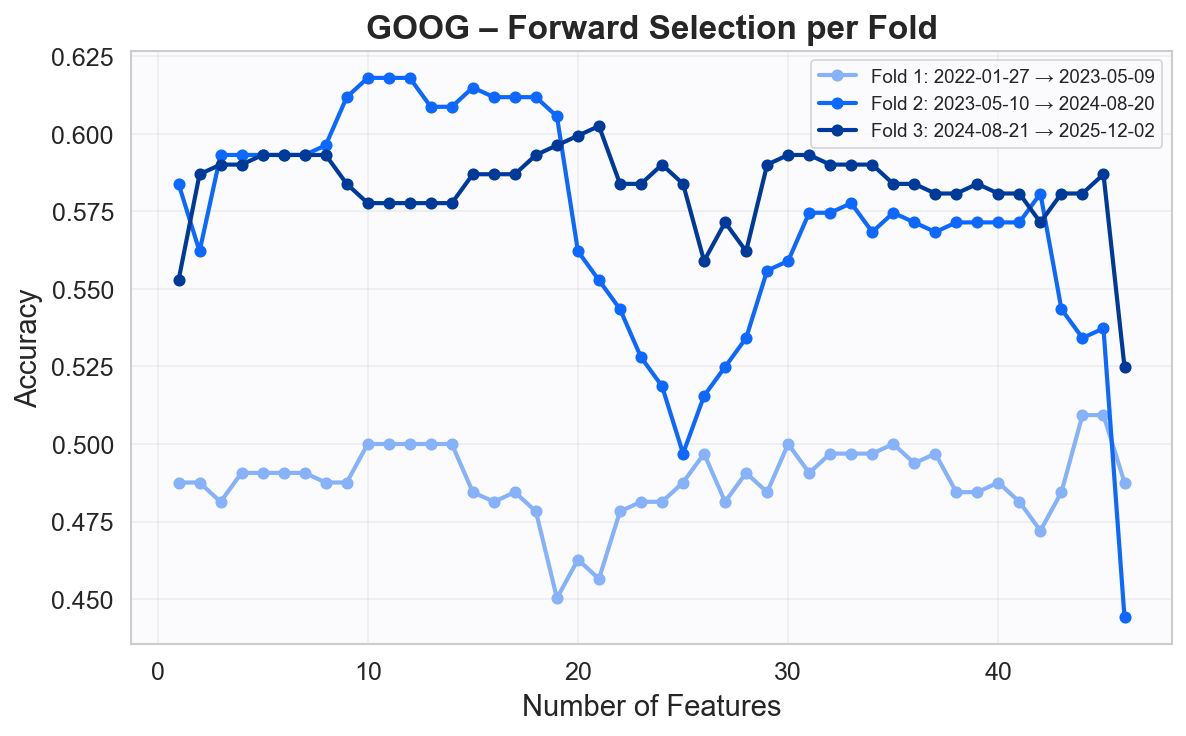 GOOG – Forward Selection per Fold
Fold 1: 2022-01-27 → 2023-05-09
Fold 2: 2023-05-10 → 2024-08-20
Fold 3: 2024-08-21 → 2025-12-02
Accuracy
0.625
0.600
0.575
0.550
0.525
0.500
0.475
0.450
0 10 20 30 40
Number of Features